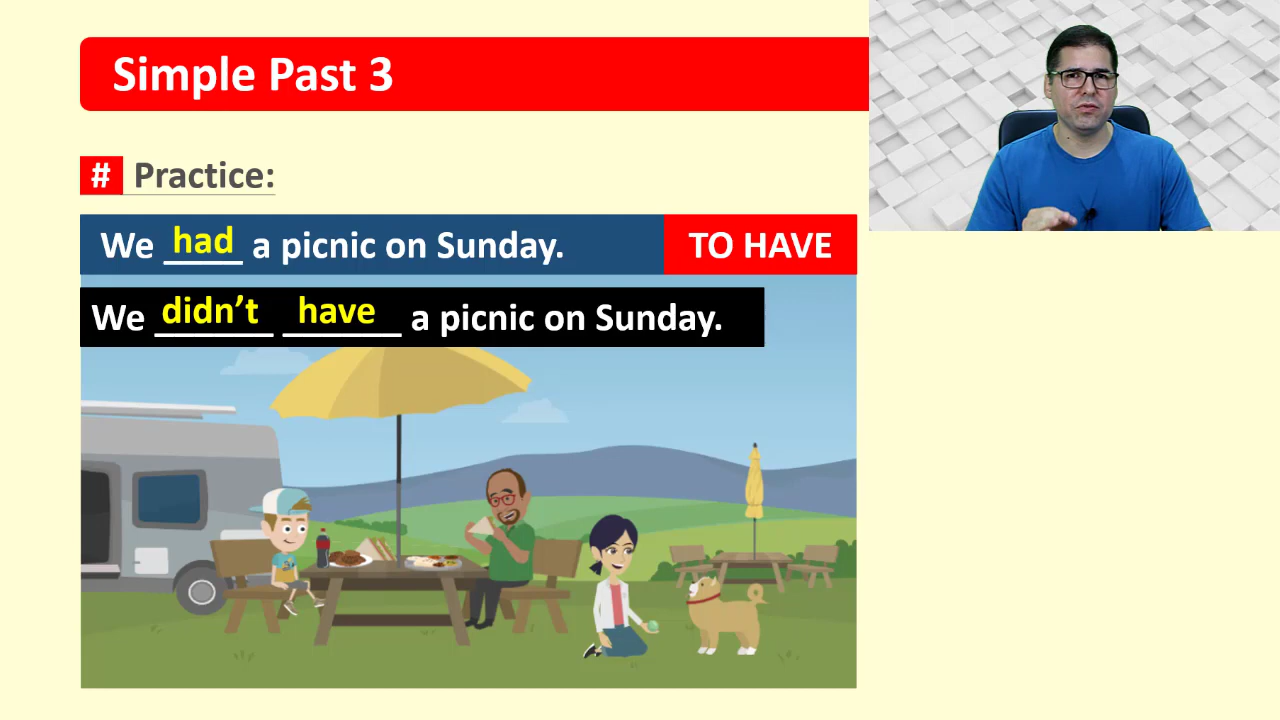 Simple Past 3
# Practice:
We had a picnic on Sunday. TO HAVE
We didn’t have a picnic on Sunday.